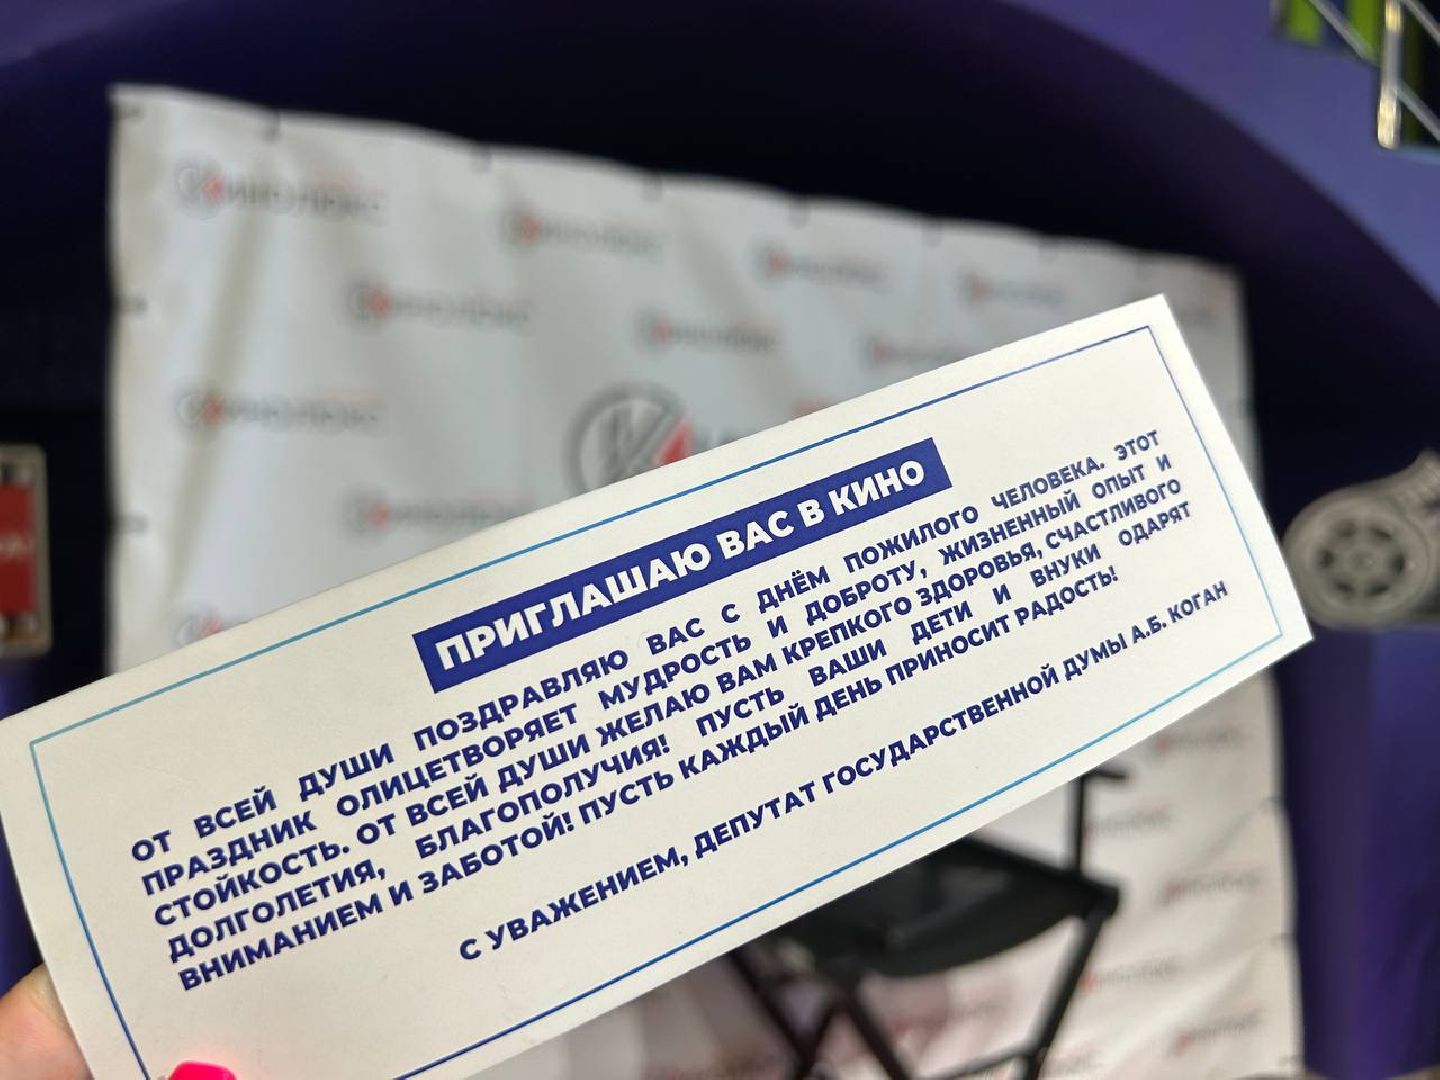 КИНОЛЮКС
ПРИГЛАШАЮ ВАС В КИНО
ОТ ВСЕЙ ДУШИ ПОЗДРАВЛЯЮ ВАС С ДНЁМ ПОЖИЛОГО ЧЕЛОВЕКА. ЭТОТ
ПРАЗДНИК ОЛИЦЕТВОРЯЕТ МУДРОСТЬ И ДОБРОТУ, ЖИЗНЕННЫЙ ОПЫТ И
СТОЙКОСТЬ. ОТ ВСЕЙ ДУШИ ЖЕЛАЮ ВАМ КРЕПКОГО ЗДОРОВЬЯ, СЧАСТЛИВОГО
ДОЛГОЛЕТИЯ, БЛАГОПОЛУЧИЯ! ПУСТЬ ВАШИ ДЕТИ И ВНУКИ ОДАРЯТ
ВНИМАНИЕМ И ЗАБОТОЙ! ПУСТЬ КАЖДЫЙ ДЕНЬ ПРИНОСИТ РАДОСТЬ!
С УВАЖЕНИЕМ, ДЕПУТАТ ГОСУДАРСТВЕННОЙ ДУМЫ А.Б. КОГАН